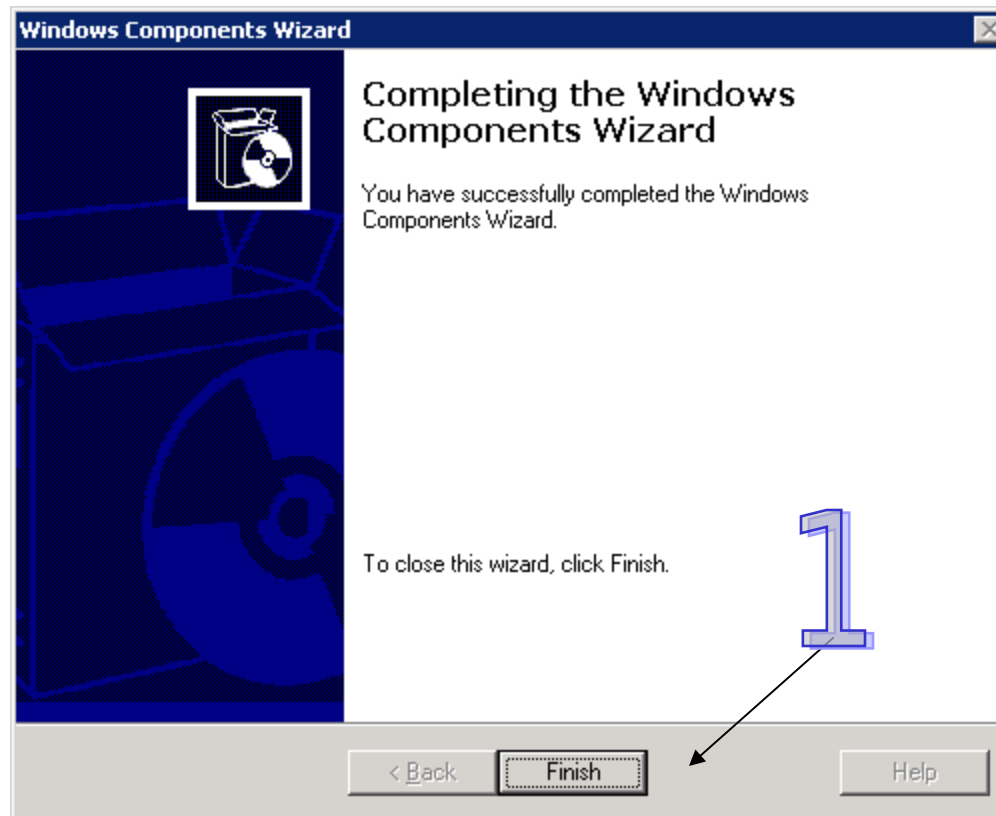 Windows Components Wizard
Completing the Windows
Components Wizard
You have successfully completed the Windows
Components Wizard.
To close this wizard, click Finish.
1
< Back
Finish
Help